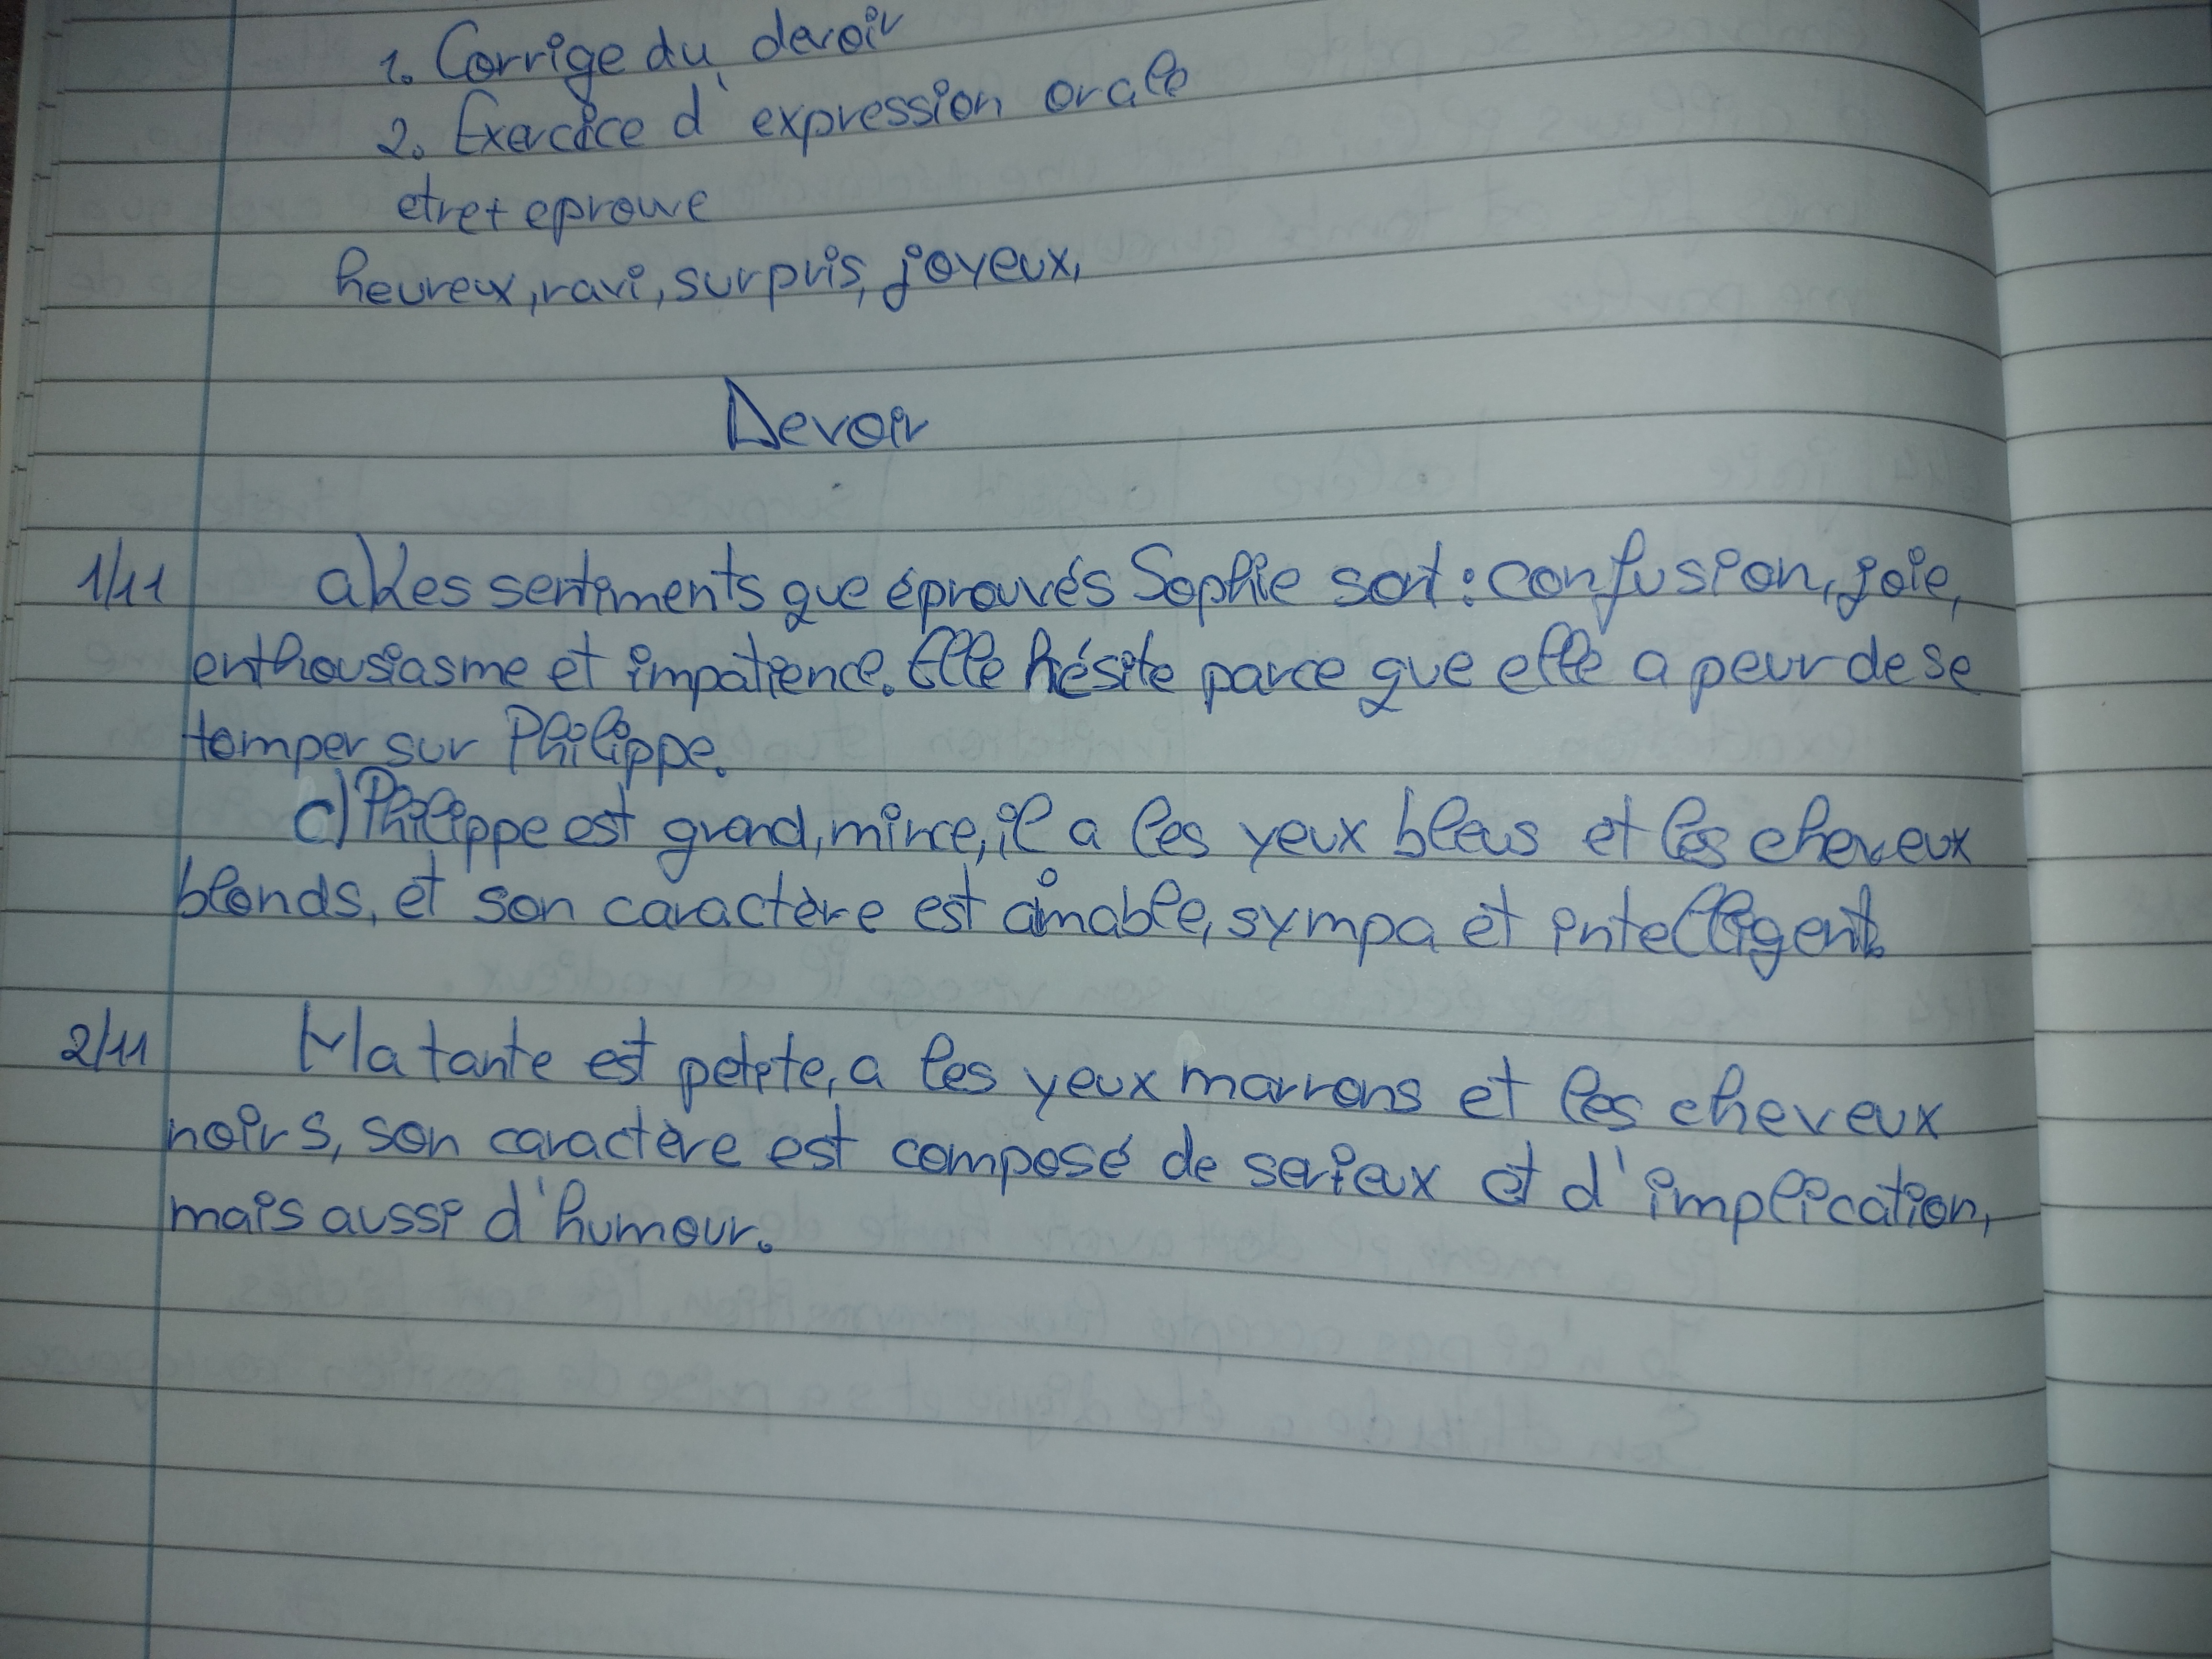 1. Corrige du devoir
2. Exercice d'expression orale
etre + eprouve
heureux, ravi, surpris, joyeux,
Devoir
1/11 a) Les sentiments que éprouvés Sophie sont : confusion, joie,
enthousiasme et impatience. Elle hésite parce que elle a peur de se
tomper sur Philippe.
c) Philippe est grand, mince, il a les yeux bleus et les cheveux
blonds, et son caractère est aimable, sympa et intelligent.
2/11 Ma tante est petite, a les yeux marrons et les cheveux
noirs, son caractère est composé de serieux et d'implication,
mais aussi d'humour.